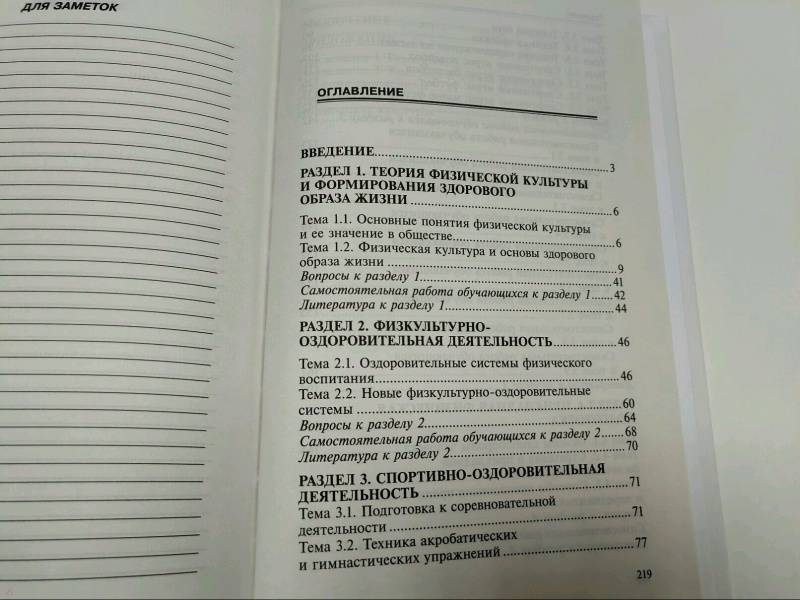 ДЛЯ ЗАМЕТОК
ОГЛАВЛЕНИЕ
ВВЕДЕНИЕ..........3
РАЗДЕЛ 1. ТЕОРИЯ ФИЗИЧЕСКОЙ КУЛЬТУРЫ
И ФОРМИРОВАНИЯ ЗДОРОВОГО
ОБРАЗА ЖИЗНИ..........6
Тема 1.1. Основные понятия физической культуры
и ее значение в обществе..........6
Тема 1.2. Физическая культура и основы здорового
образа жизни..........9
Вопросы к разделу 1..........41
Самостоятельная работа обучающихся к разделу 1......42
Литература к разделу 1..........44
РАЗДЕЛ 2. ФИЗКУЛЬТУРНО-
ОЗДОРОВИТЕЛЬНАЯ ДЕЯТЕЛЬНОСТЬ..........46
Тема 2.1. Оздоровительные системы физического
воспитания..........46
Тема 2.2. Новые физкультурно-оздоровительные
системы..........60
Вопросы к разделу 2..........64
Самостоятельная работа обучающихся к разделу 2......68
Литература к разделу 2..........70
РАЗДЕЛ 3. СПОРТИВНО-ОЗДОРОВИТЕЛЬНАЯ
ДЕЯТЕЛЬНОСТЬ..........71
Тема 3.1. Подготовка к соревновательной
деятельности..........71
Тема 3.2. Техника акробатических
и гимнастических упражнений..........77
219